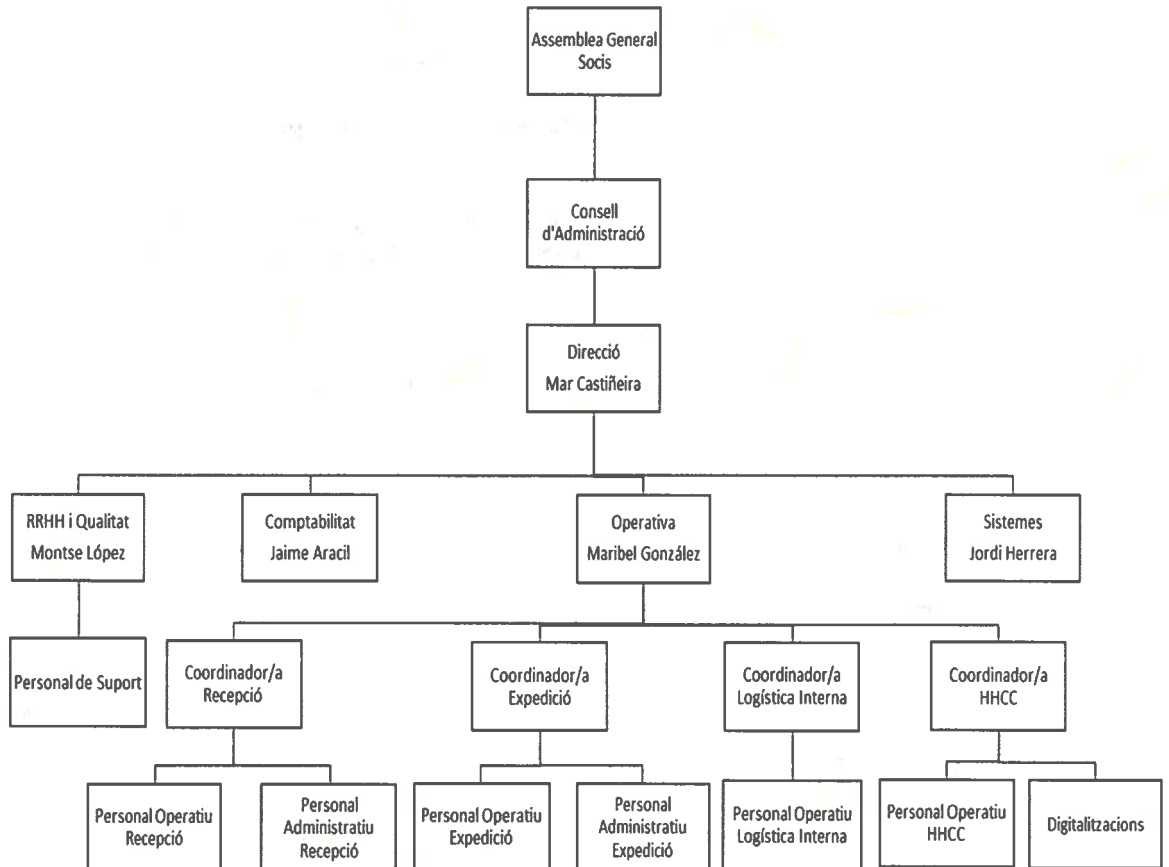 Assemblea General
Socis
Consell
d'Administració
Direcció
Mar Castiñeira
RRHH i Qualitat
Montse López
Comptabilitat
Jaime Aracil
Operativa
Maribel González
Sistemes
Jordi Herrera
Personal de Suport
Coordinador/a
Recepció
Coordinador/a
Expedició
Coordinador/a
Logística Interna
Coordinador/a
HHCC
Personal Operatiu
Recepció
Personal
Administratiu
Recepció
Personal Operatiu
Expedició
Personal
Administratiu
Expedició
Personal Operatiu
Logística Interna
Personal Operatiu
HHCC
Digitalitzacions